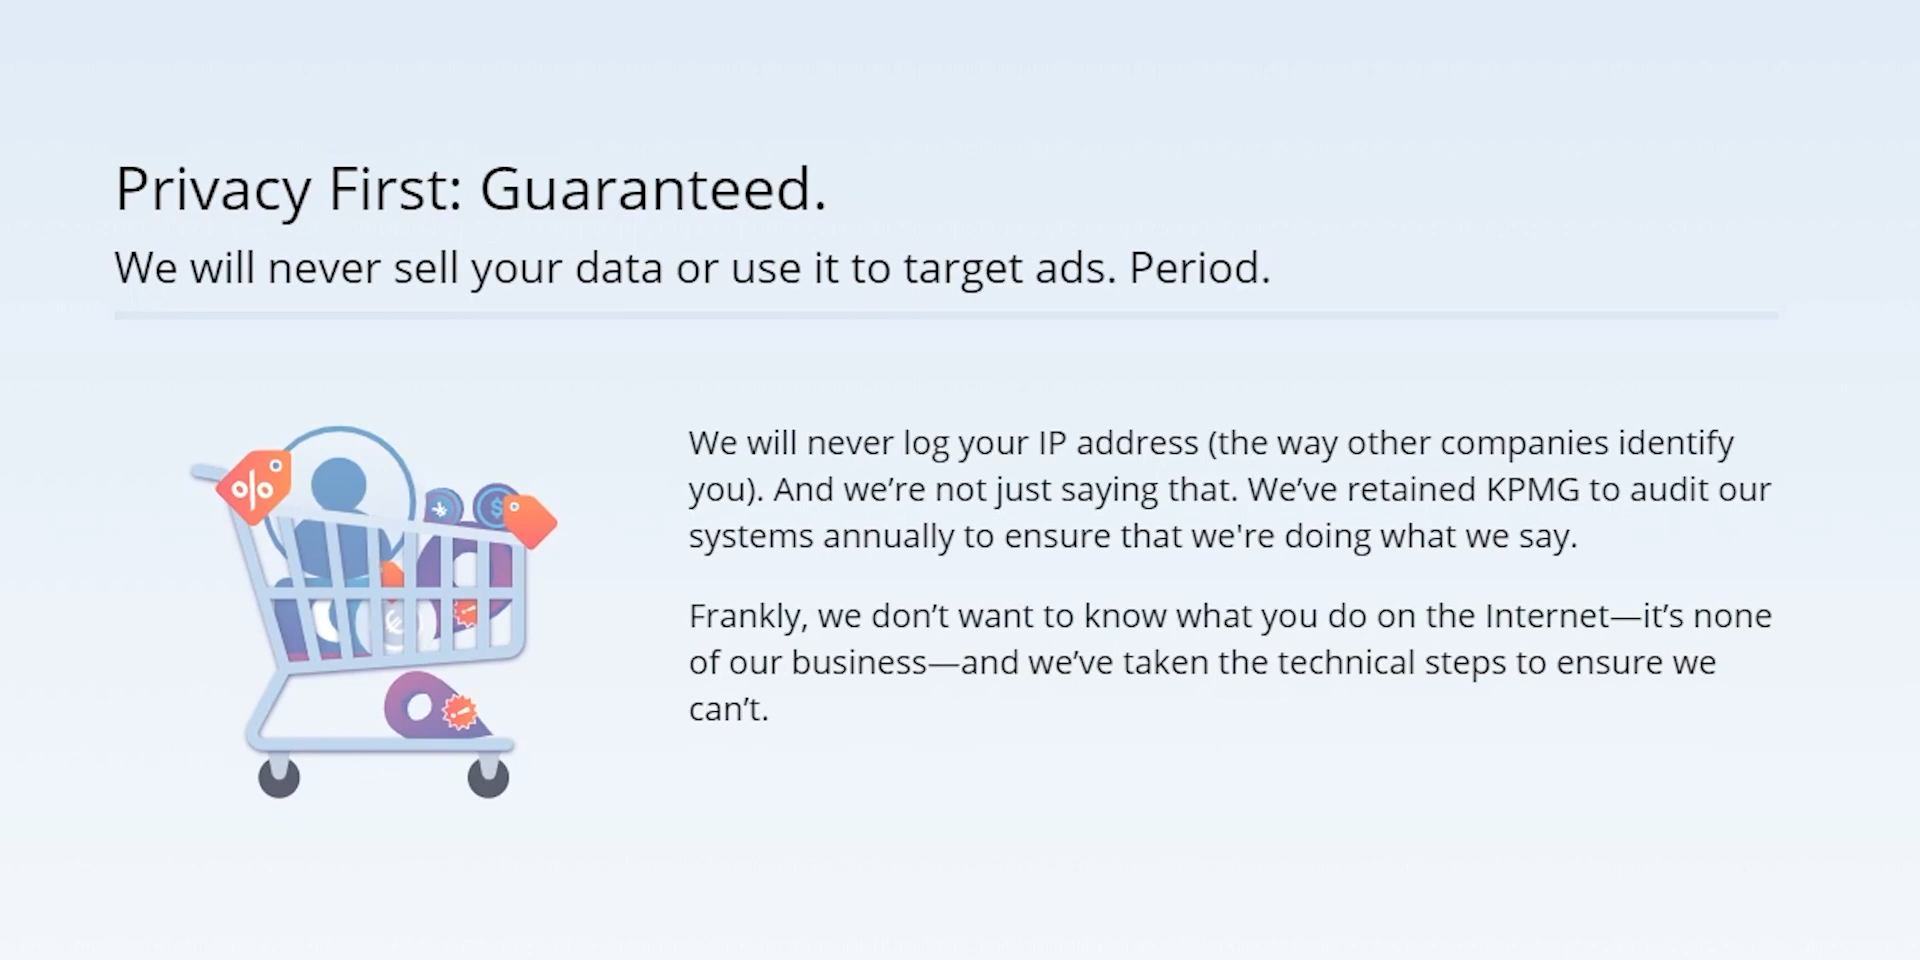 Privacy First: Guaranteed.
We will never sell your data or use it to target ads. Period.
We will never log your IP address (the way other companies identify
you). And we’re not just saying that. We’ve retained KPMG to audit our
systems annually to ensure that we're doing what we say.
Frankly, we don’t want to know what you do on the Internet—it’s none
of our business—and we’ve taken the technical steps to ensure we
can’t.